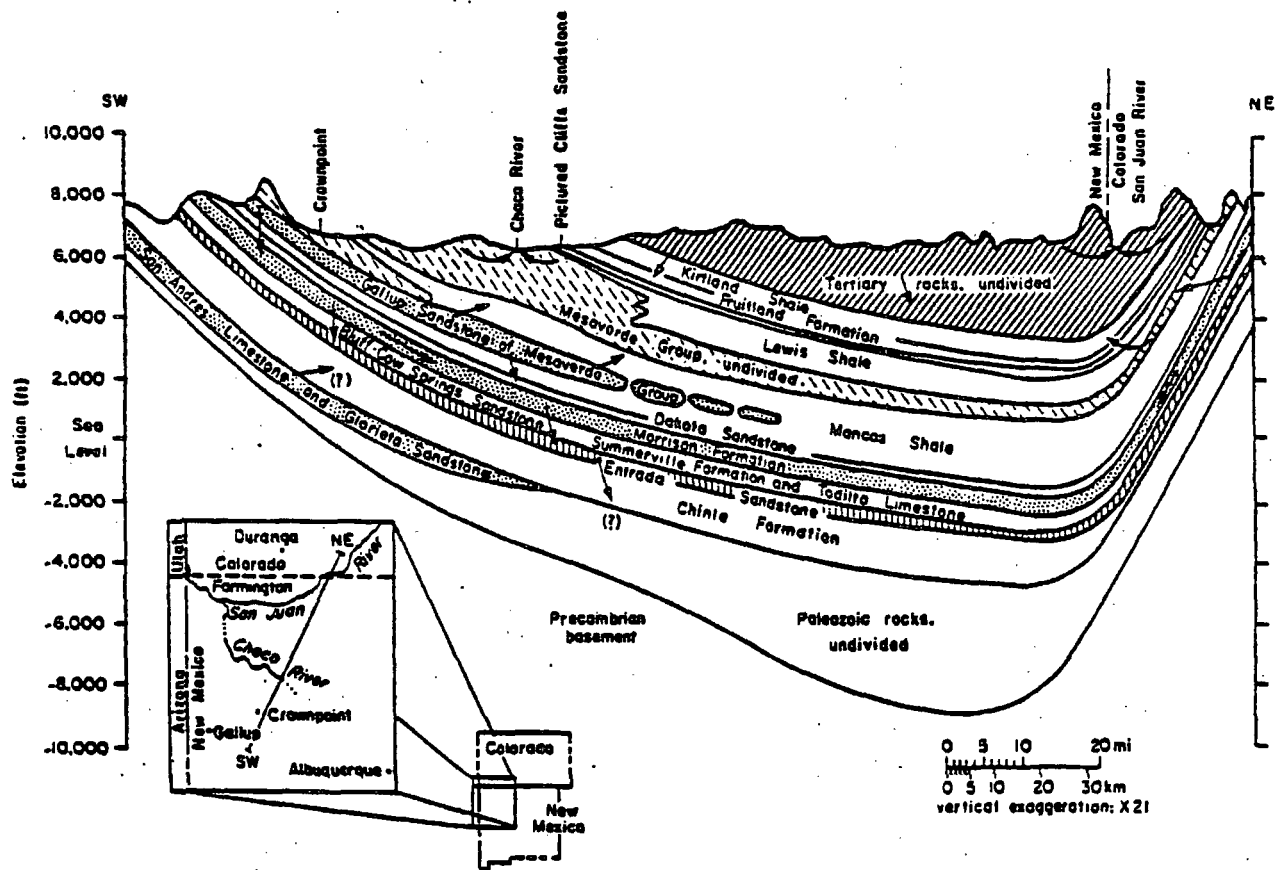 SW
NE
10,000
8,000
6,000
4,000
2,000
Sea
Level
-2,000
-4,000
-6,000
-8,000
-10,000
Elevation (ft)
Crownpoint
Chaco River
Pictured Cliffs Sandstone
New Mexico
Colorado
San Juan River
Tertiary rocks, undivided
Kirtland Shale
Fruitland Formation
Lewis Shale
Mesaverde Group, undivided
Gallup Sandstone of Mesaverde
Group
Mancos Shale
Dakota Sandstone
Morrison Formation
Bluff Cow Springs Sandstone
Summerville Formation and Todilto Limestone
Entrada Sandstone
Chinle Formation
San Andres Limestone and Glorieta Sandstone
(?)
(?)
Precambrian
basement
Paleozoic rocks,
undivided
Utah
Duranga
NE
Colorado
River
Farmington
San Juan
Chaco River
Arizona
New Mexico
Crownpoint
Gallup
SW
Albuquerque
Colorado
New
Mexico
0 5 10 20 mi
0 5 10 20 30 km
vertical exaggeration: X21